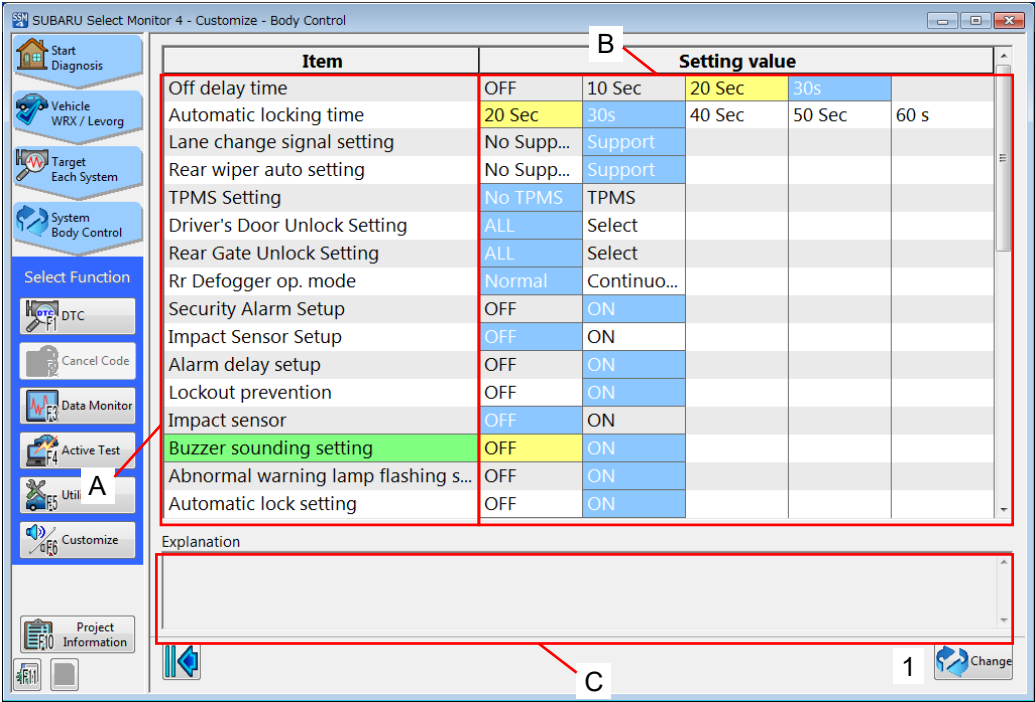 SSM 4 SUBARU Select Monitor 4 - Customize - Body Control
Start
Diagnosis
Vehicle
WRX / Levorg
Target
Each System
System
Body Control
Select Function
DTC F1 DTC
Cancel Code
F3 Data Monitor
F4 Active Test
F5 Utili
F6 Customize
F10 Project
Information
F11
A
B
Item Setting value
Off delay time OFF 10 Sec 20 Sec 30s
Automatic locking time 20 Sec 30s 40 Sec 50 Sec 60 s
Lane change signal setting No Supp... Support
Rear wiper auto setting No Supp... Support
TPMS Setting No TPMS TPMS
Driver's Door Unlock Setting ALL Select
Rear Gate Unlock Setting ALL Select
Rr Defogger op. mode Normal Continuo...
Security Alarm Setup OFF ON
Impact Sensor Setup OFF ON
Alarm delay setup OFF ON
Lockout prevention OFF ON
Impact sensor OFF ON
Buzzer sounding setting OFF ON
Abnormal warning lamp flashing s... OFF ON
Automatic lock setting OFF ON
Explanation
C
1 Change